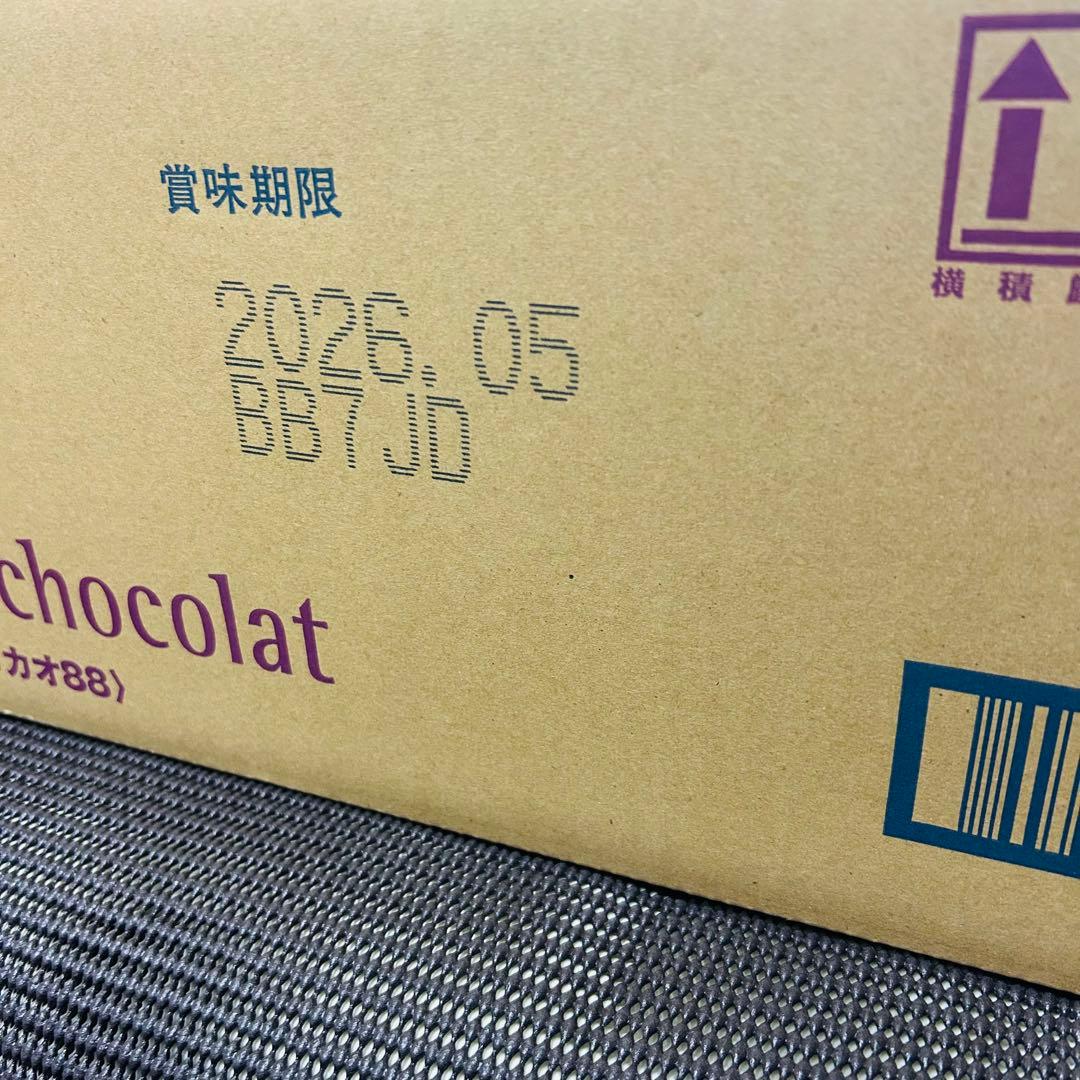 賞味期限
2026.05
BB7JD
横積
chocolat
カオ88〉